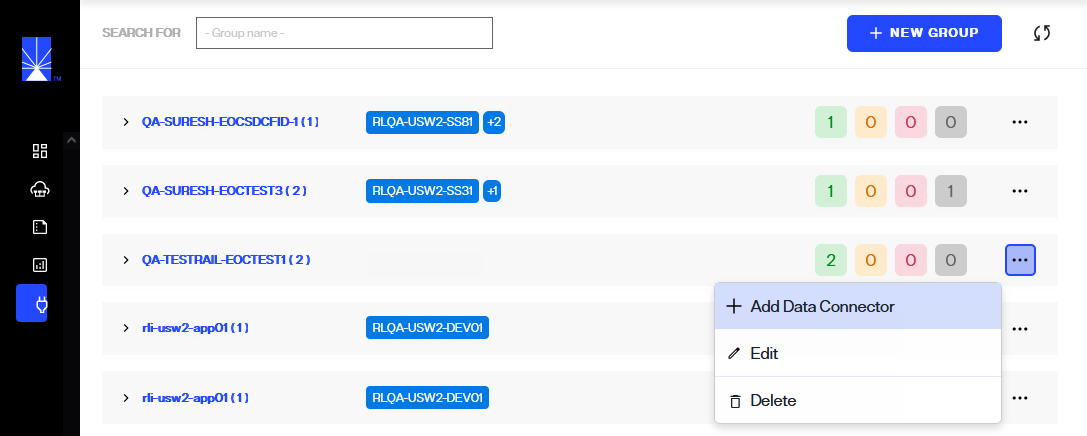 SEARCH FOR - Group name - + NEW GROUP
TM
QA-SURESH-EOCSDCFID-1 ( 1 ) RLQA-USW2-SS81 +2 1 0 0 0 ...
QA-SURESH-EOCTEST3 ( 2 ) RLQA-USW2-SS31 +1 1 0 0 1 ...
QA-TESTRAIL-EOCTEST1 ( 2 ) 2 0 0 0 ...
+ Add Data Connector
rli-usw2-app01 ( 1 ) RLQA-USW2-DEV01 ...
Edit
rli-usw2-app01 ( 1 ) RLQA-USW2-DEV01 ...
Delete